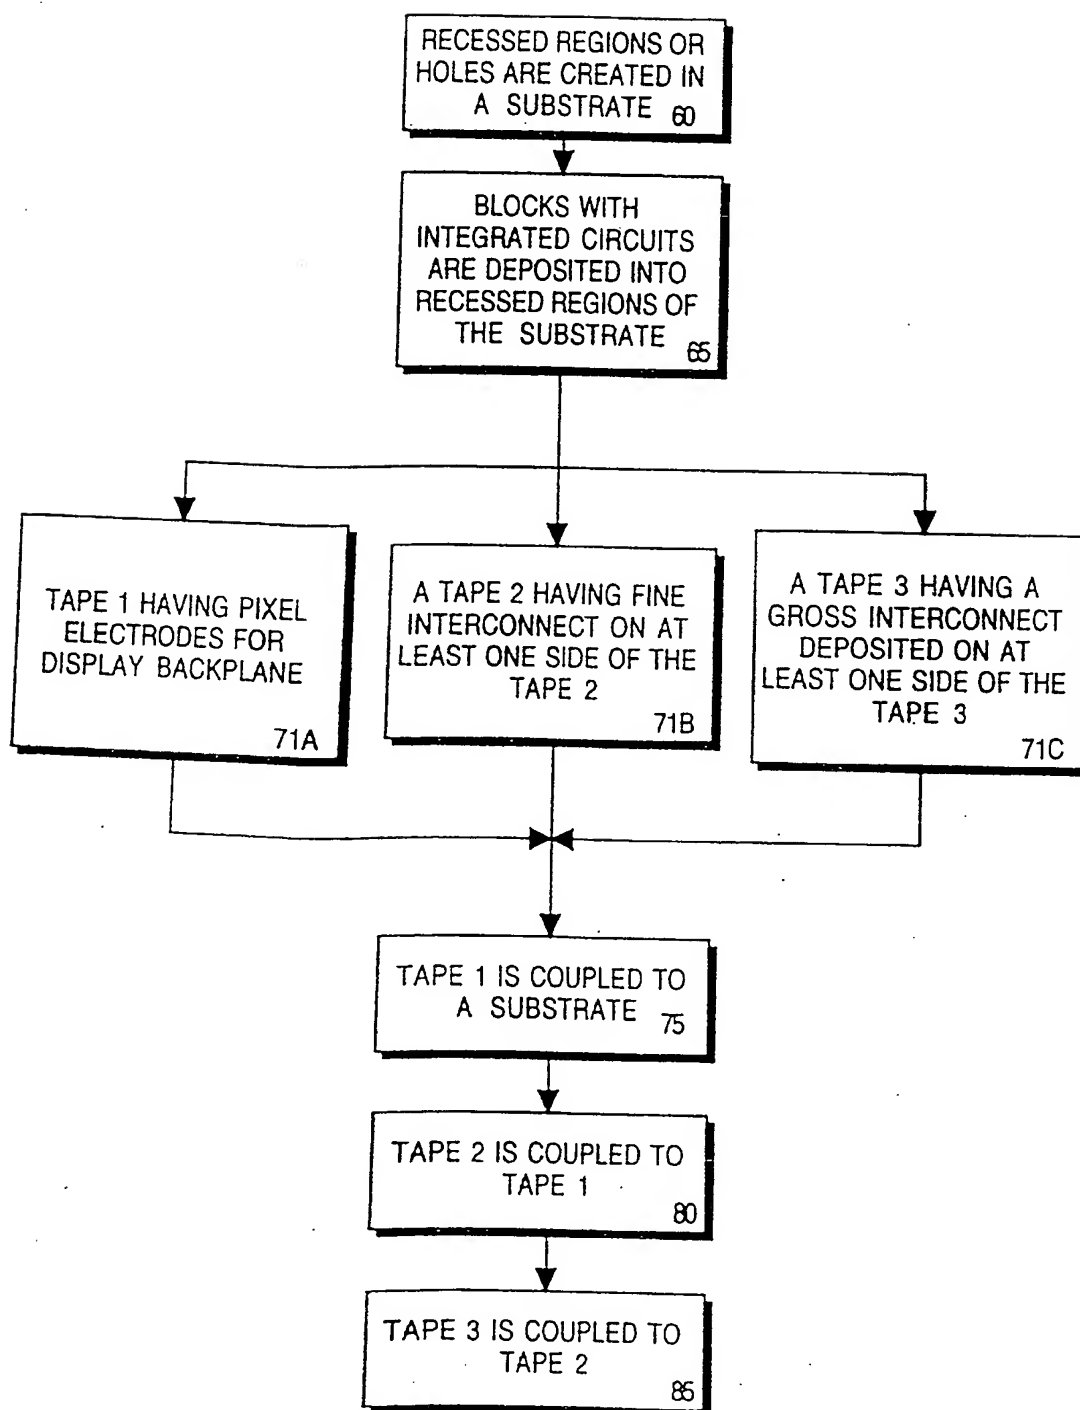 RECESSED REGIONS OR
HOLES ARE CREATED IN
A SUBSTRATE 60
BLOCKS WITH
INTEGRATED CIRCUITS
ARE DEPOSITED INTO
RECESSED REGIONS OF
THE SUBSTRATE 65
TAPE 1 HAVING PIXEL
ELECTRODES FOR
DISPLAY BACKPLANE
71A
A TAPE 2 HAVING FINE
INTERCONNECT ON AT
LEAST ONE SIDE OF THE
TAPE 2
71B
A TAPE 3 HAVING A
GROSS INTERCONNECT
DEPOSITED ON AT
LEAST ONE SIDE OF THE
TAPE 3
71C
TAPE 1 IS COUPLED TO
A SUBSTRATE 75
TAPE 2 IS COUPLED TO
TAPE 1
80
TAPE 3 IS COUPLED TO
TAPE 2
85